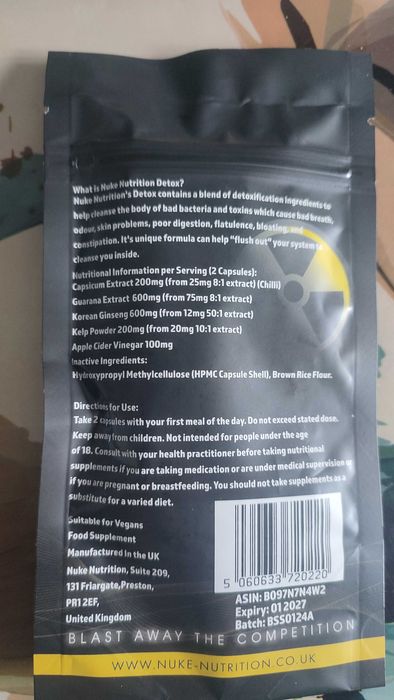 What is Nuke Nutrition Detox?
Nuke Nutrition's Detox contains a blend of detoxification ingredients to
help cleanse the body of bad bacteria and toxins which cause bad breath,
odour, skin problems, poor digestion, flatulence, bloating, and
constipation. It's unique formula can help "flush out" your system to
cleanse you inside.
Nutritional Information per Serving (2 Capsules):
Capsicum Extract 200mg (from 25mg 8:1 extract) (Chilli)
Guarana Extract 600mg (from 75mg 8:1 extract)
Korean Ginseng 600mg (from 12mg 50:1 extract)
Kelp Powder 200mg (from 20mg 10:1 extract)
Apple Cider Vinegar 100mg
Inactive Ingredients:
Hydroxypropyl Methylcellulose (HPMC Capsule Shell), Brown Rice Flour.
Directions for Use:
Take 2 capsules with your first meal of the day. Do not exceed stated dose.
Keep away from children. Not intended for people under the age
of 18. Consult with your health practitioner before taking nutritional
supplements if you are taking medication or are under medical supervision or
if you are pregnant or breastfeeding. You should not take supplements as a
substitute for a varied diet.
Suitable for Vegans
Food Supplement
Manufactured in the UK
Nuke Nutrition, Suite 209,
131 Friargate, Preston,
PR1 2EF,
United Kingdom
5 060633 720220
ASIN: B097N7N4W2
Expiry: 01 2027
Batch: BSS0124A
BLAST AWAY THE COMPETITION
WWW.NUKE-NUTRITION.CO.UK